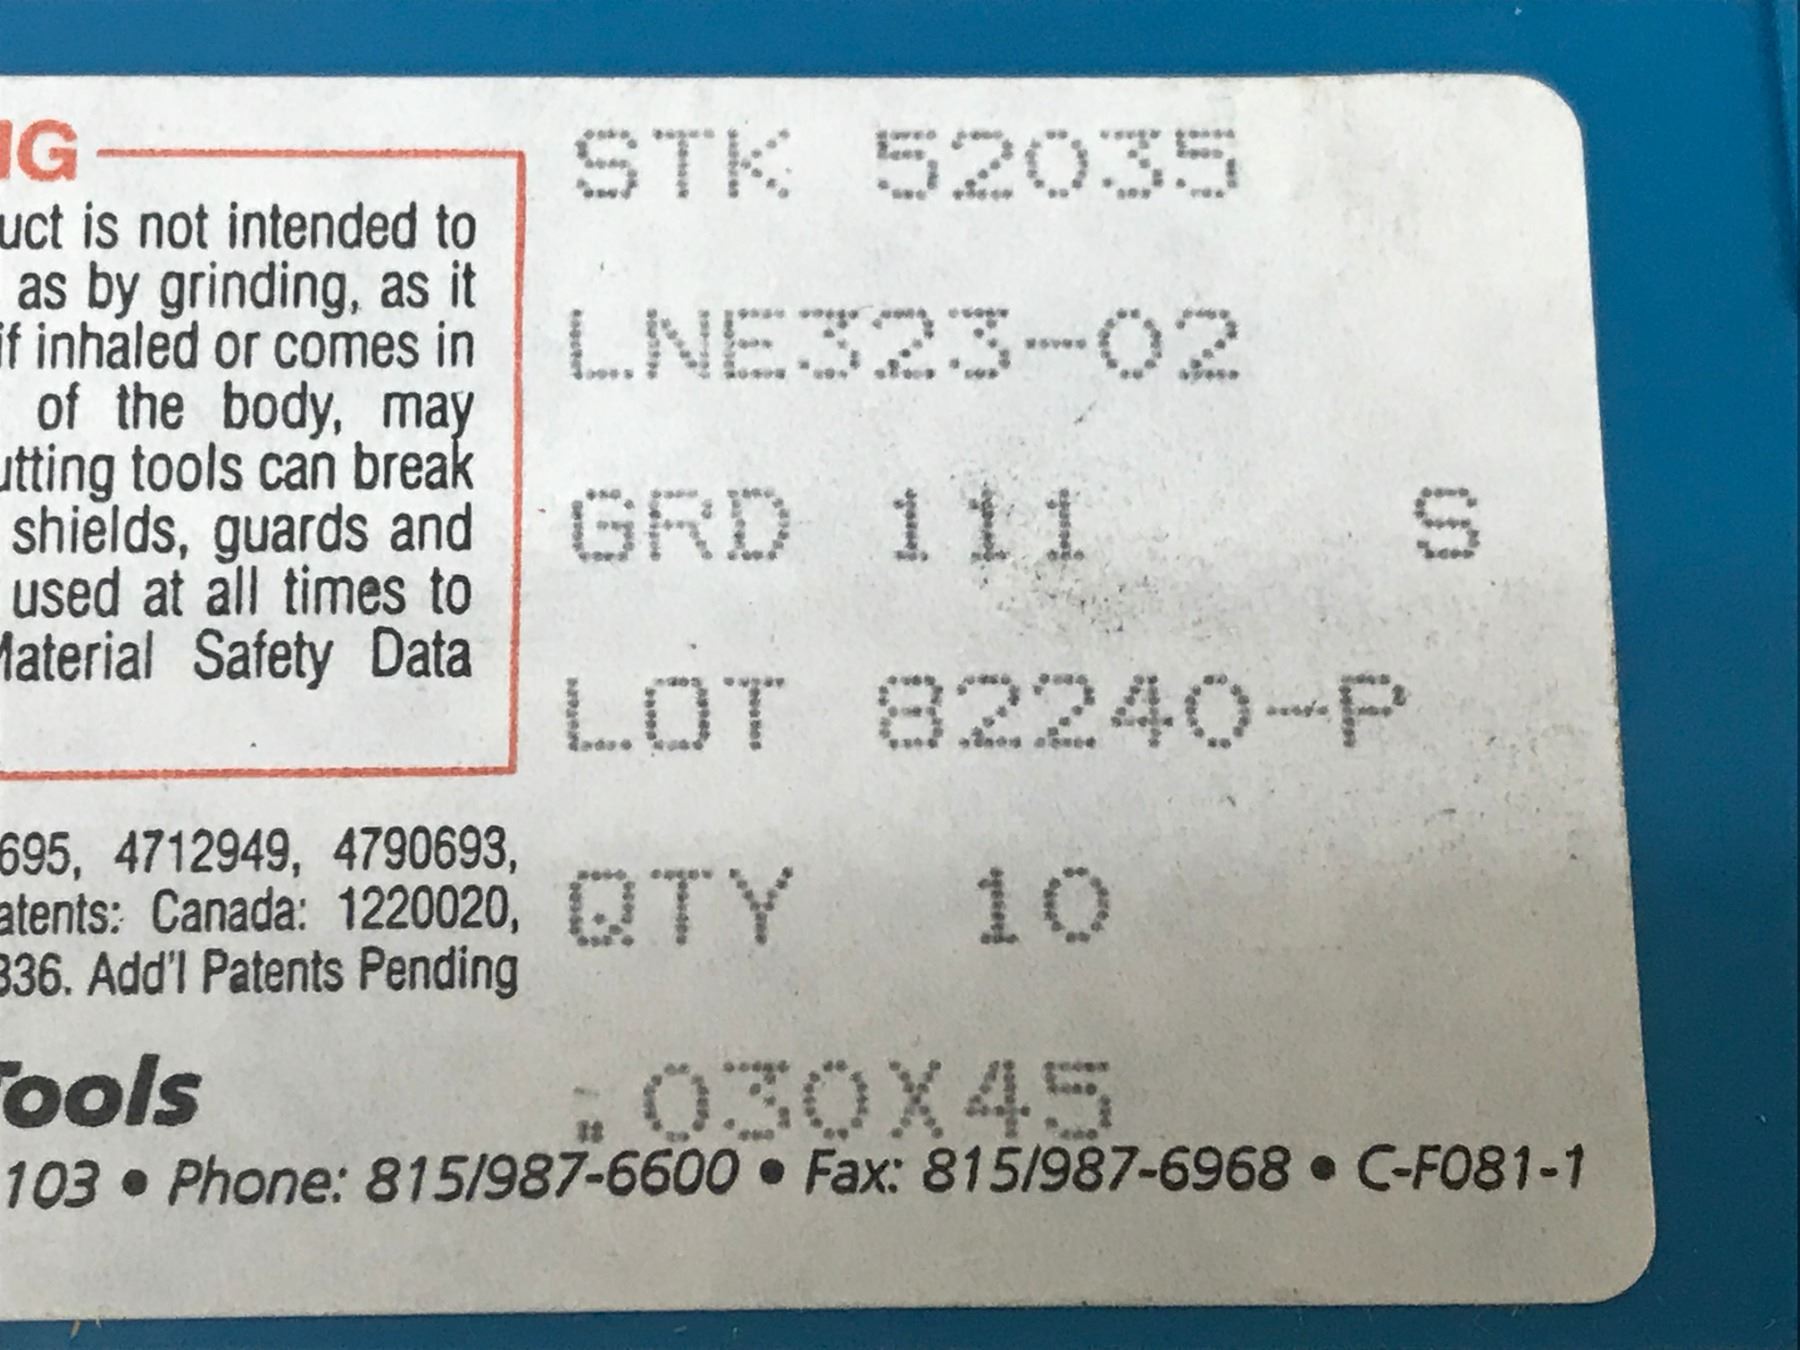 NG
uct is not intended to
as by grinding, as it
if inhaled or comes in
of the body, may
utting tools can break
shields, guards and
used at all times to
Material Safety Data
695, 4712949, 4790693,
atents: Canada: 1220020,
336. Add'l Patents Pending
Tools
STK 52035
LNE323-02
GRD 111 S
LOT 82240-P
QTY 10
.030X45
103 • Phone: 815/987-6600 • Fax: 815/987-6968 • C-F081-1